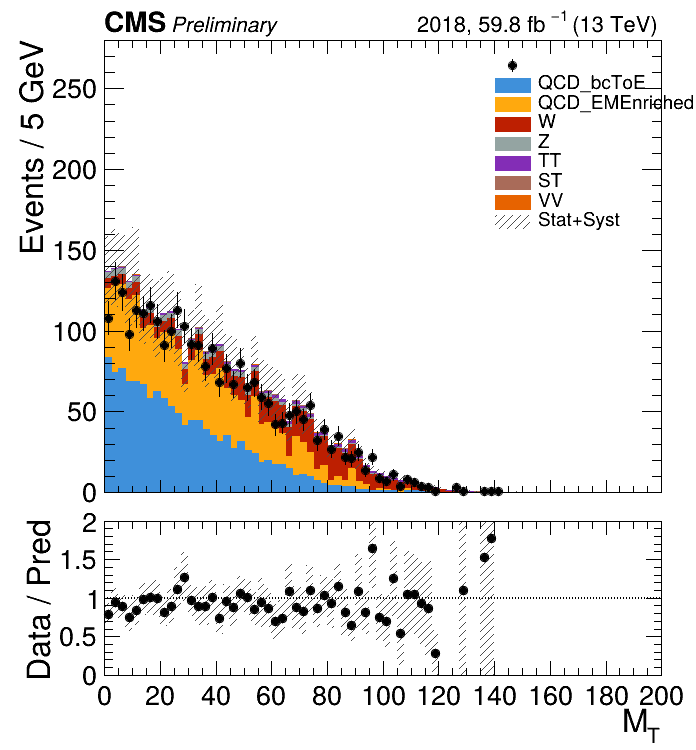 CMS Preliminary 2018, 59.8 fb⁻¹ (13 TeV)
Events / 5 GeV
250
200
150
100
50
0
QCD_bcToE
QCD_EMEnriched
W
Z
TT
ST
VV
Stat+Syst
Data / Pred
2
1.5
1
0.5
0
0 20 40 60 80 100 120 140 160 180 200
M_T